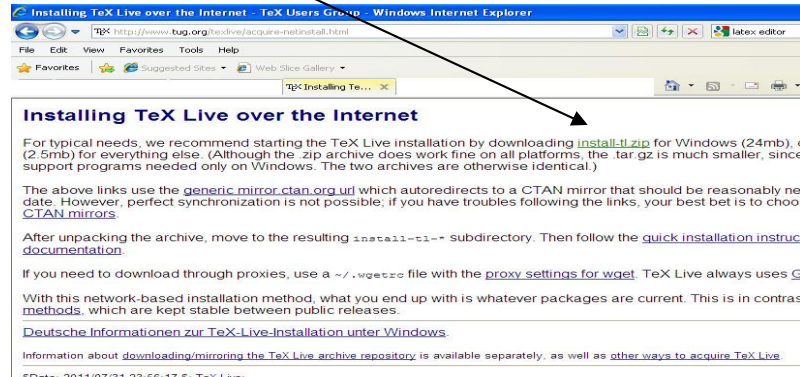 Installing TeX Live over the Internet - TeX Users Group - Windows Internet Explorer
http://www.tug.org/texlive/acquire-netinstall.html latex editor
File Edit View Favorites Tools Help
Favorites Suggested Sites Web Slice Gallery
TEX Installing Te...
Installing TeX Live over the Internet
For typical needs, we recommend starting the TeX Live installation by downloading install-tl.zip for Windows (24mb),
(2.5mb) for everything else. (Although the .zip archive does work fine on all platforms, the .tar.gz is much smaller, since
support programs needed only on Windows. The two archives are otherwise identical.)
The above links use the generic mirror.ctan.org url which autoredirects to a CTAN mirror that should be reasonably ne
date. However, perfect synchronization is not possible; if you have troubles following the links, your best bet is to choo
CTAN mirrors.
After unpacking the archive, move to the resulting install-tl-* subdirectory. Then follow the quick installation instruc
documentation.
If you need to download through proxies, use a ~/.wgetrc file with the proxy settings for wget. TeX Live always uses G
With this network-based installation method, what you end up with is whatever packages are current. This is in contras
methods, which are kept stable between public releases.
Deutsche Informationen zur TeX-Live-Installation unter Windows.
Information about downloading/mirroring the TeX Live archive repository is available separately, as well as other ways to acquire TeX Live.
$Date: 2011/07/31 23:56:17 $; TeX Live;